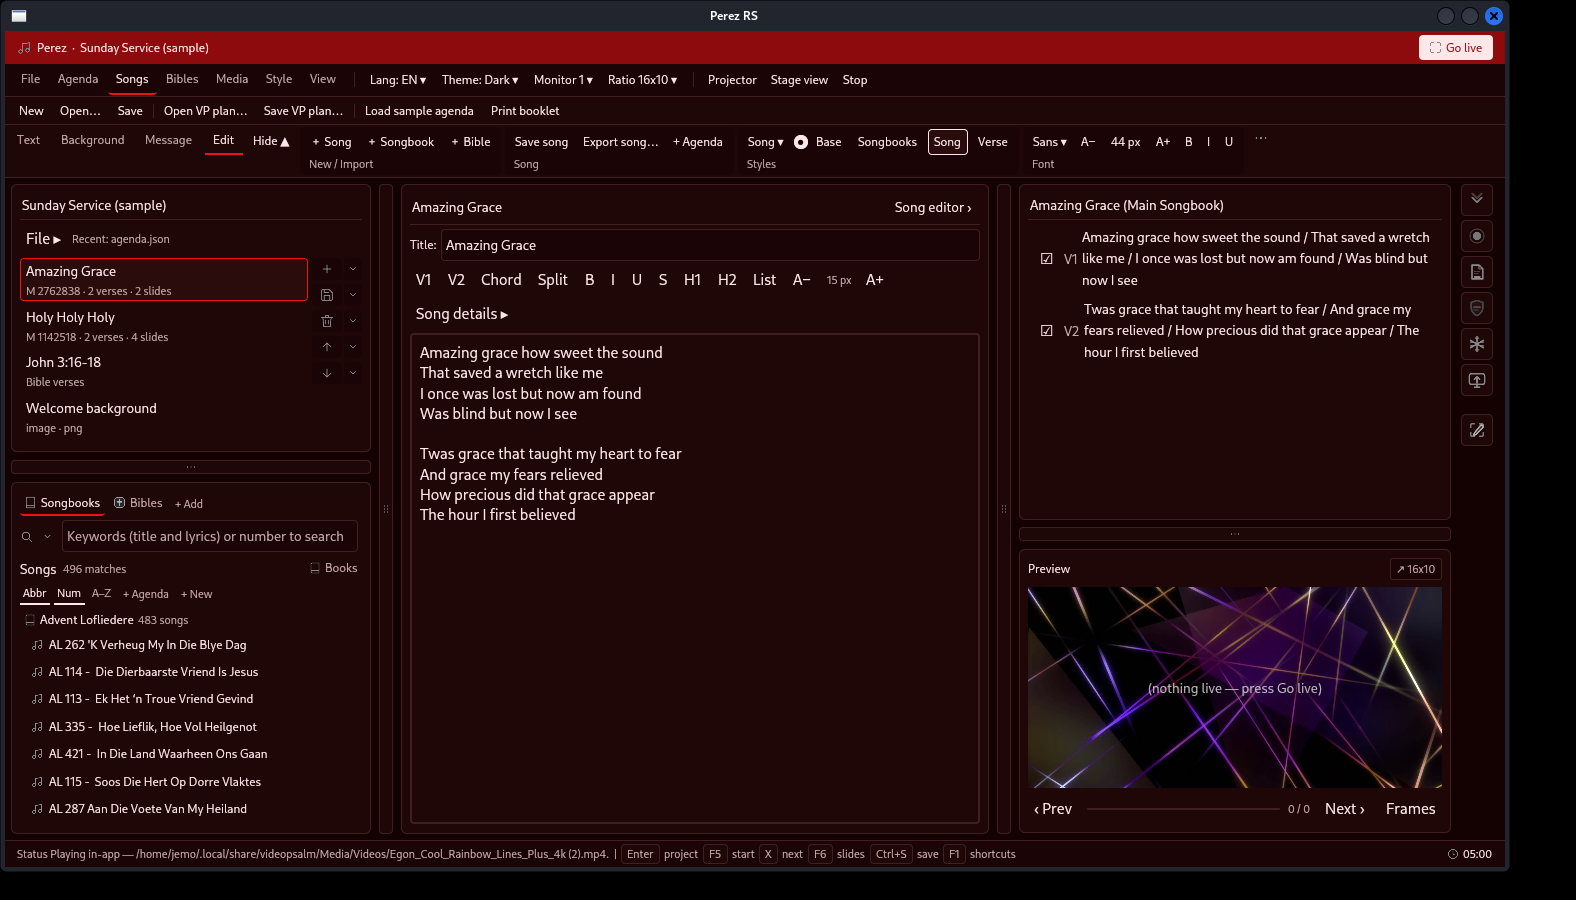 Perez RS
Perez · Sunday Service (sample)
Go live
File Agenda Songs Bibles Media Style View Lang: EN ▾ Theme: Dark ▾ Monitor 1 ▾ Ratio 16x10 ▾ Projector Stage view Stop
New Open... Save Open VP plan... Save VP plan... Load sample agenda Print booklet
Text Background Message Edit Hide ▲ + Song + Songbook + Bible Save song Export song... + Agenda Song ▾ Base Songbooks Song Verse Sans ▾ A− 44 px A+ B I U ...
New / Import Song Styles Font
Sunday Service (sample)
File ▸ Recent: agenda.json
Amazing Grace
M 2762838 · 2 verses · 2 slides
Holy Holy Holy
M 1142518 · 2 verses · 4 slides
John 3:16-18
Bible verses
Welcome background
image · png
Songbooks Bibles + Add
Keywords (title and lyrics) or number to search
Songs 496 matches Books
Abbr Num A–Z + Agenda + New
Advent Lofliedere 483 songs
AL 262 'K Verheug My In Die Blye Dag
AL 114 - Die Dierbaarste Vriend Is Jesus
AL 113 - Ek Het ‘n Troue Vriend Gevind
AL 335 - Hoe Lieflik, Hoe Vol Heilgenot
AL 421 - In Die Land Waarheen Ons Gaan
AL 115 - Soos Die Hert Op Dorre Vlaktes
AL 287 Aan Die Voete Van My Heiland
Amazing Grace Song editor ›
Title: Amazing Grace
V1 V2 Chord Split B I U S H1 H2 List A− 15 px A+
Song details ▸
Amazing grace how sweet the sound
That saved a wretch like me
I once was lost but now am found
Was blind but now I see
Twas grace that taught my heart to fear
And grace my fears relieved
How precious did that grace appear
The hour I first believed
Amazing Grace (Main Songbook)
Amazing grace how sweet the sound / That saved a wretch
V1 like me / I once was lost but now am found / Was blind but
now I see
Twas grace that taught my heart to fear / And grace my
V2 fears relieved / How precious did that grace appear / The
hour I first believed
Preview ↗ 16x10
(nothing live — press Go live)
‹ Prev 0 / 0 Next › Frames
Status Playing in-app — /home/jemo/.local/share/videopsalm/Media/Videos/Egon_Cool_Rainbow_Lines_Plus_4k (2).mp4. | Enter project F5 start X next F6 slides Ctrl+S save F1 shortcuts 05:00